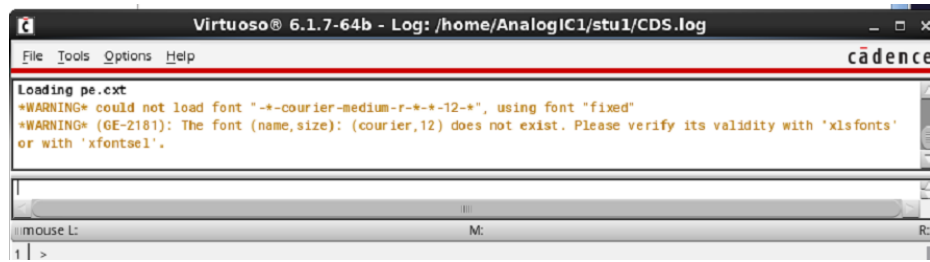 Virtuoso® 6.1.7-64b - Log: /home/AnalogIC1/stu1/CDS.log
File Tools Options Help
cādence
Loading pe.cxt
*WARNING* could not load font "-*-courier-medium-r-*-*-12-*", using font "fixed"
*WARNING* (GE-2181): The font (name,size): (courier,12) does not exist. Please verify its validity with 'xlsfonts'
or with 'xfontsel'.
mouse L: M: R:
1 >